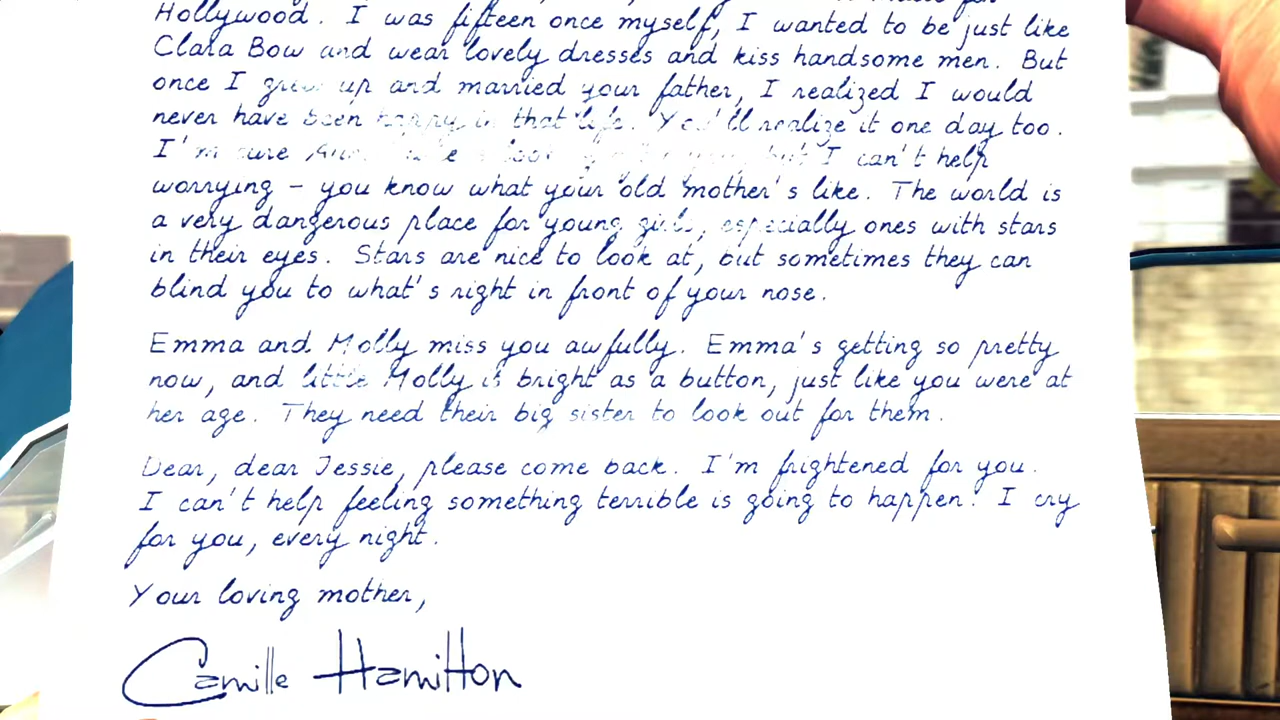 Hollywood. I was fifteen once myself, I wanted to be just like
Clara Bow and wear lovely dresses and kiss handsome men. But
once I grew up and married your father, I realized I would
never have been happy in that life. You'll realize it one day too.
I'm sure but I can't help
worrying - you know what your old mother's like. The world is
a very dangerous place for young girls, especially ones with stars
in their eyes. Stars are nice to look at, but sometimes they can
blind you to what's right in front of your nose.
Emma and Molly miss you awfully. Emma's getting so pretty
now, and little Molly is bright as a button, just like you were at
her age. They need their big sister to look out for them.
Dear, dear Jessie, please come back. I'm frightened for you.
I can't help feeling something terrible is going to happen. I cry
for you, every night.
Your loving mother,
Camille Hamilton